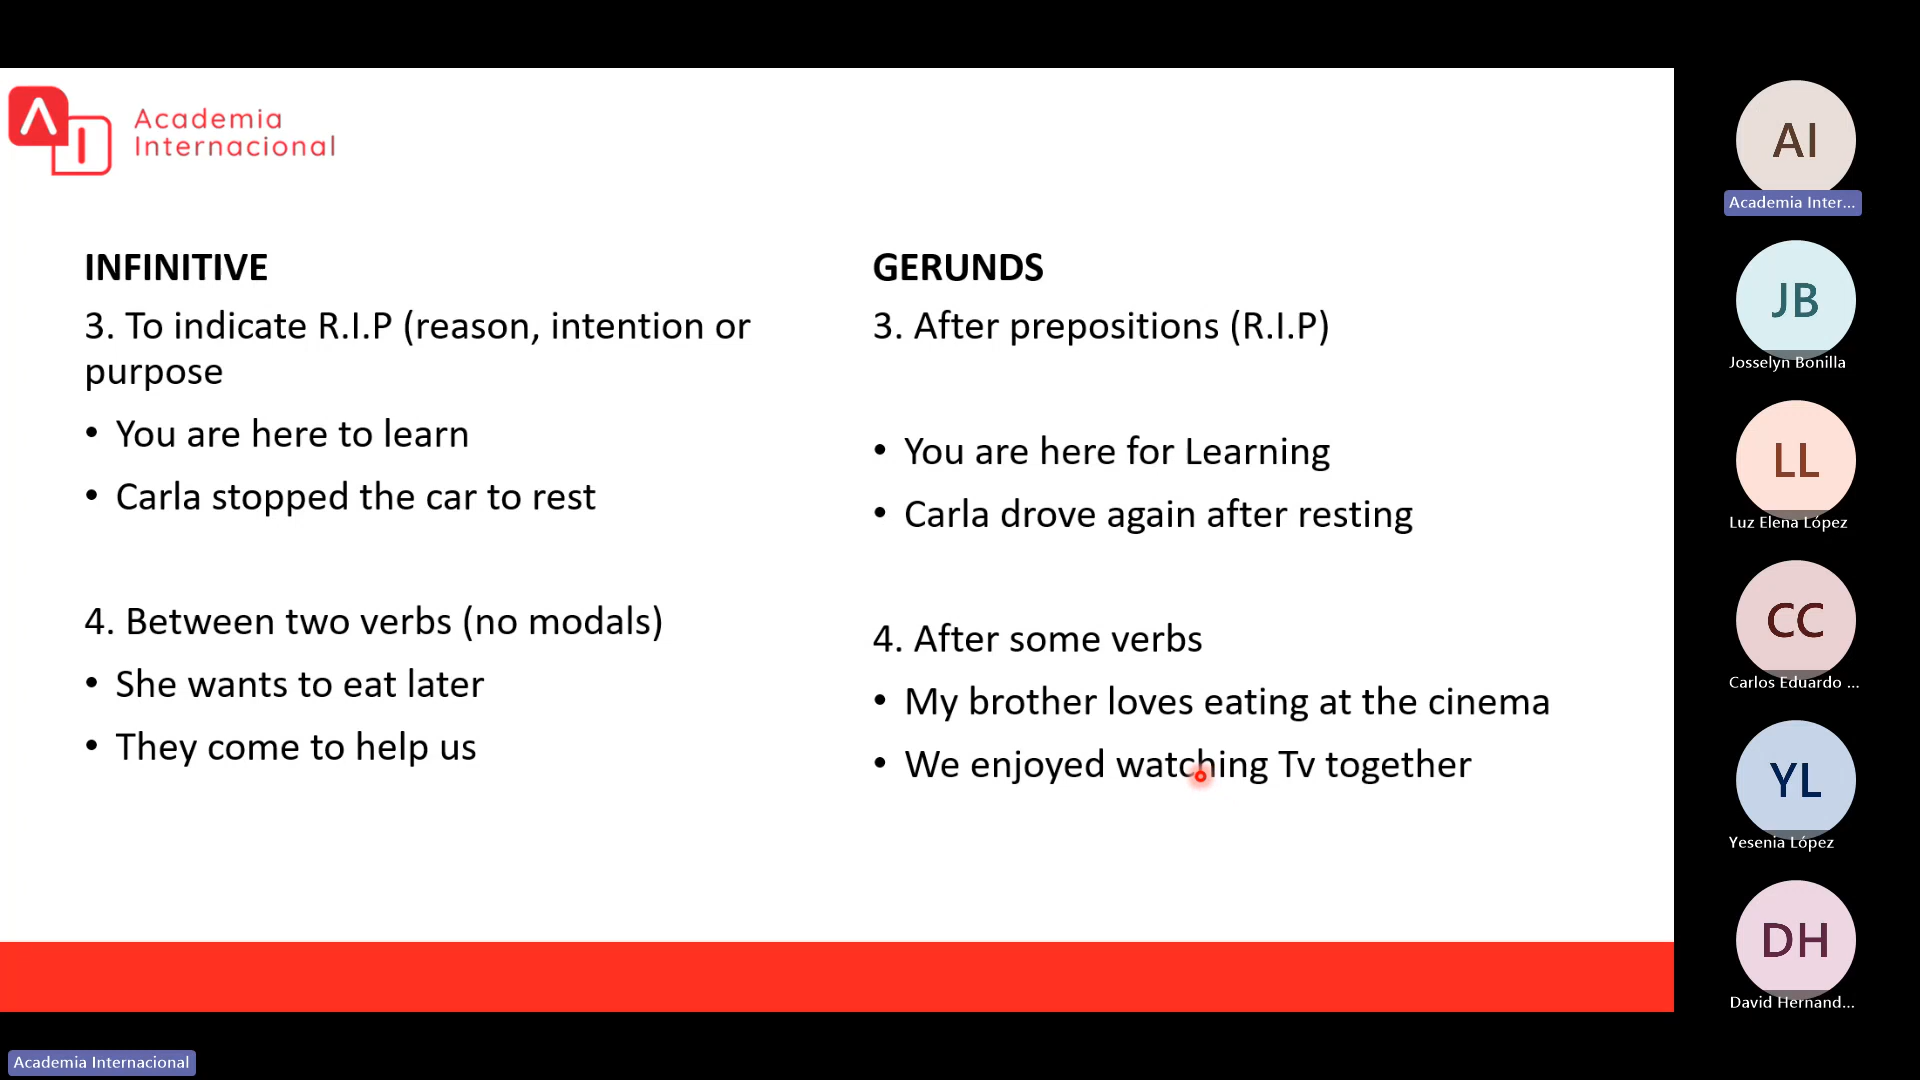 Academia
Internacional
INFINITIVE
3. To indicate R.I.P (reason, intention or
purpose
• You are here to learn
• Carla stopped the car to rest
4. Between two verbs (no modals)
• She wants to eat later
• They come to help us
GERUNDS
3. After prepositions (R.I.P)
• You are here for Learning
• Carla drove again after resting
4. After some verbs
• My brother loves eating at the cinema
• We enjoyed watching Tv together
AI
Academia Inter...
JB
Josselyn Bonilla
LL
Luz Elena López
CC
Carlos Eduardo ...
YL
Yesenia López
DH
David Hernand...
Academia Internacional